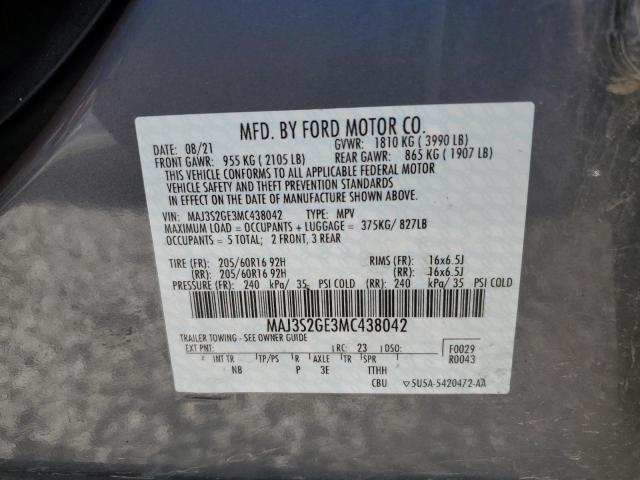 MFD. BY FORD MOTOR CO.
DATE: 08/21 GVWR: 1810 KG ( 3990 LB)
FRONT GAWR: 955 KG ( 2105 LB) REAR GAWR: 865 KG ( 1907 LB)
THIS VEHICLE CONFORMS TO ALL APPLICABLE FEDERAL MOTOR
VEHICLE SAFETY AND THEFT PREVENTION STANDARDS
IN EFFECT ON THE DATE OF MANUFACTURE SHOWN ABOVE.
VIN: MAJ3S2GE3MC438042 TYPE: MPV
MAXIMUM LOAD = OCCUPANTS + LUGGAGE = 375KG/ 827LB
OCCUPANTS = 5 TOTAL; 2 FRONT, 3 REAR
TIRE (FR): 205/60R16 92H RIMS (FR): 16x6.5J
(RR): 205/60R16 92H (RR): 16x6.5J
PRESSURE (FR): 240 kPa/ 35 PSI COLD (RR): 240 kPa/ 35 PSI COLD
MAJ3S2GE3MC438042
TRAILER TOWING - SEE OWNER GUIDE
EXT PNT: RC: 23 DSO: F0029
INT TR TP/PS R AXLE TR SPR R0043
NB P 3E TTHH
CBU 5U5A-5420472-AA